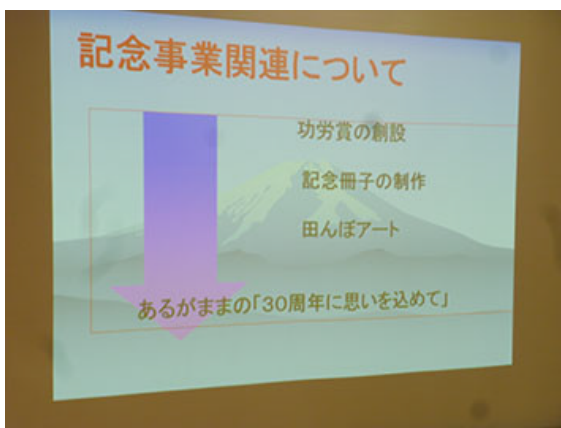 記念事業関連について
功労賞の創設
記念冊子の制作
田んぼアート
あるがままの「30周年に思いを込めて」